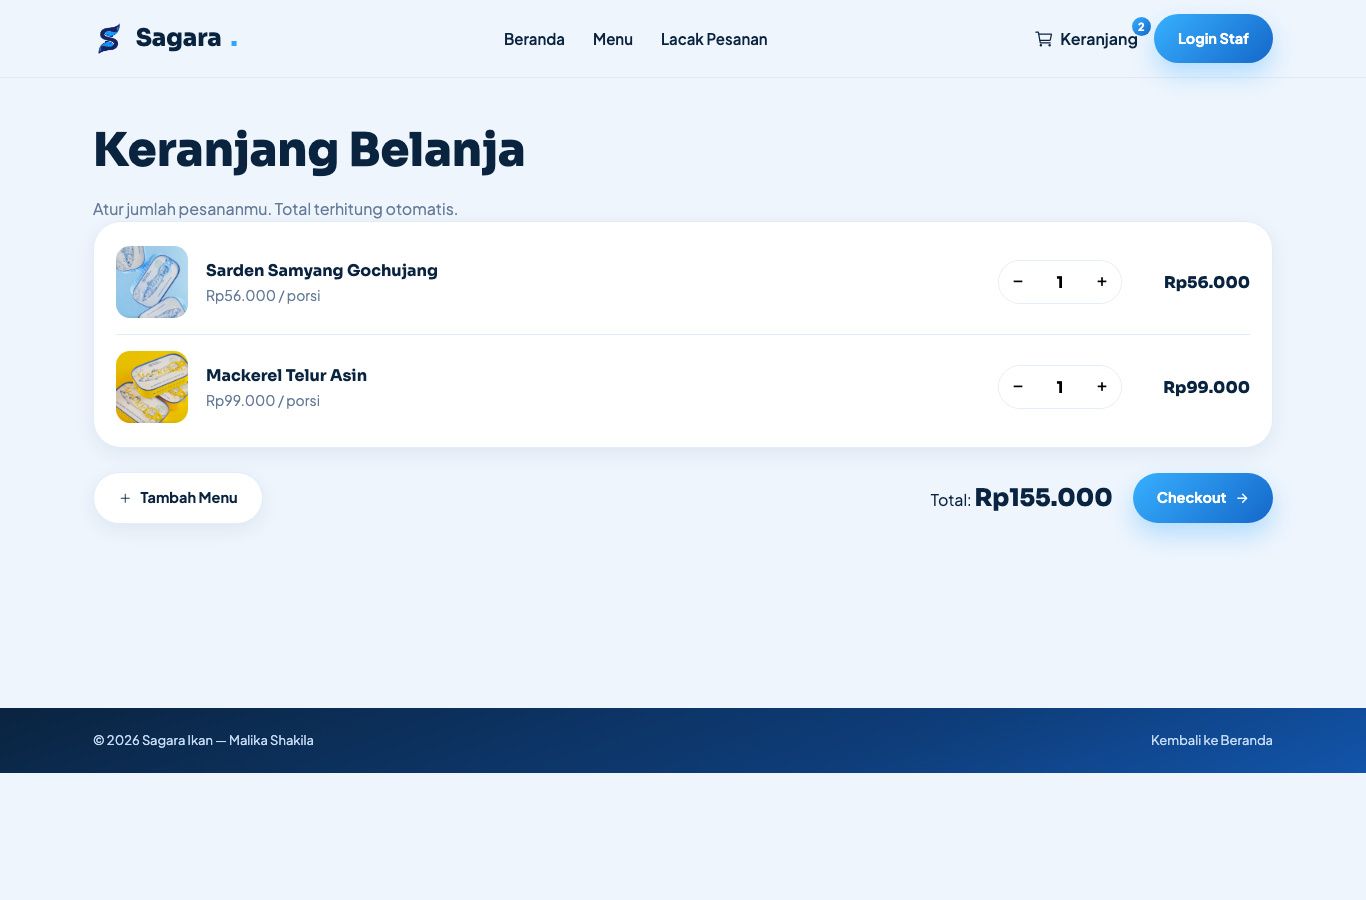 Sagara .
Beranda
Menu
Lacak Pesanan
Keranjang
2
Login Staf
Keranjang Belanja
Atur jumlah pesananmu. Total terhitung otomatis.
Sarden Samyang Gochujang
Rp56.000 / porsi
− 1 +
Rp56.000
Mackerel Telur Asin
Rp99.000 / porsi
− 1 +
Rp99.000
+ Tambah Menu
Total: Rp155.000
Checkout →
© 2026 Sagara Ikan — Malika Shakila
Kembali ke Beranda